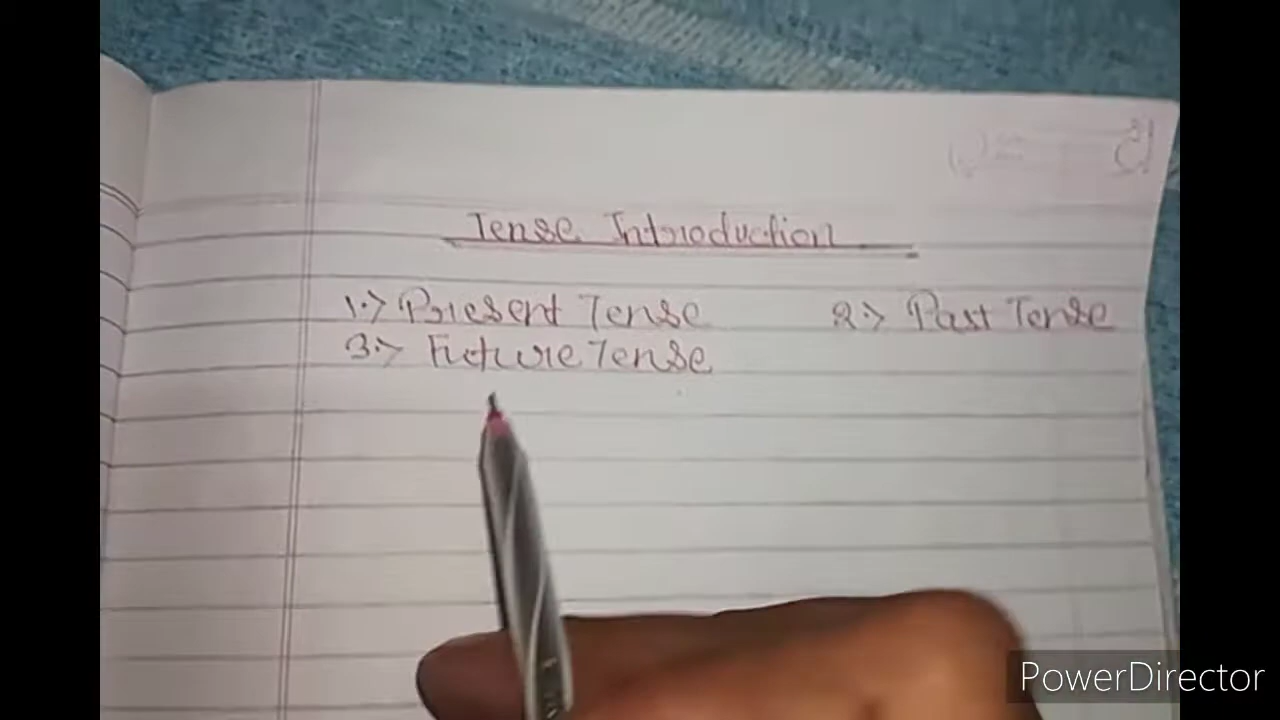 Tense Introduction
1.> Present Tense 2.> Past Tense
3.> Future Tense
PowerDirector